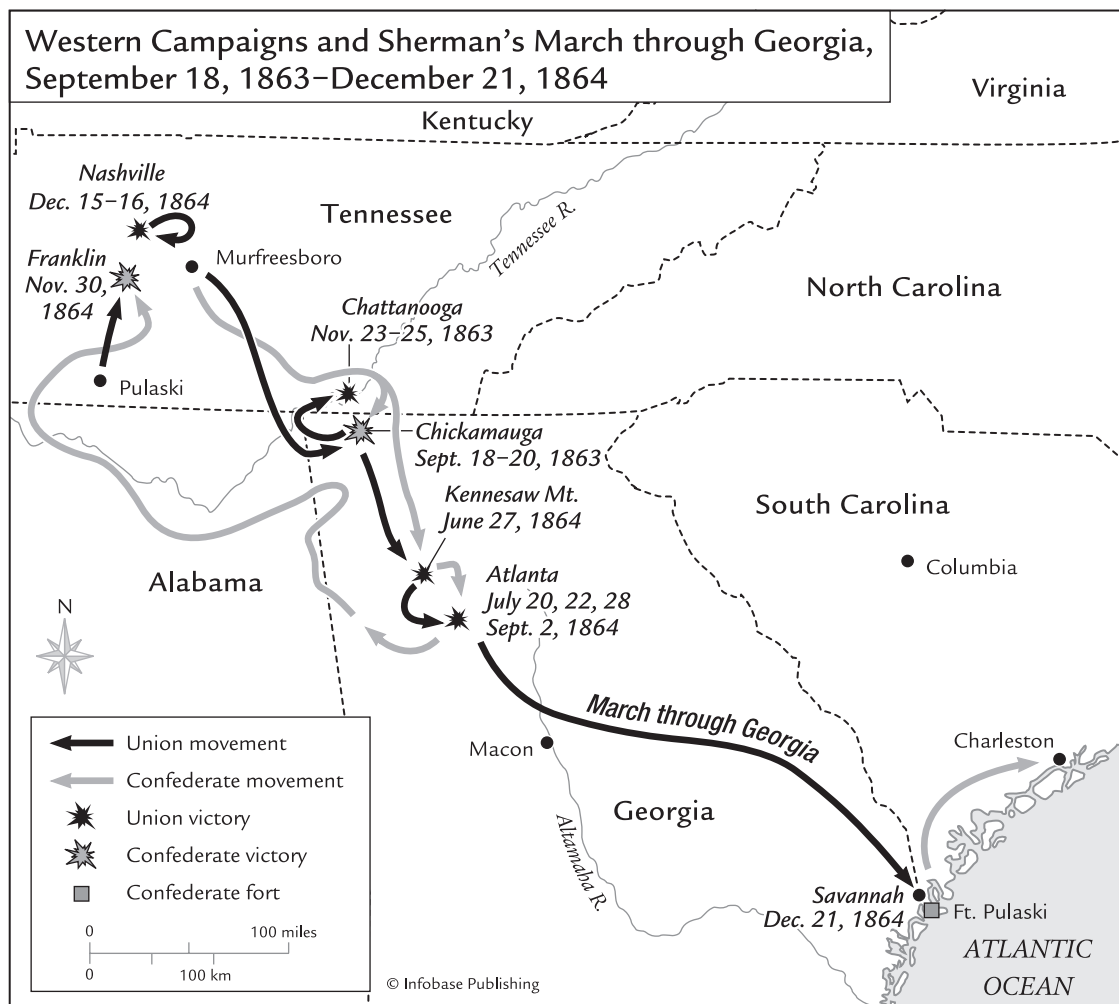 Western Campaigns and Sherman's March through Georgia,
September 18, 1863–December 21, 1864
Virginia
Kentucky
Nashville
Dec. 15–16, 1864
Tennessee
Tennessee R.
Franklin
Nov. 30,
1864
Murfreesboro
North Carolina
Chattanooga
Nov. 23–25, 1863
Pulaski
Chickamauga
Sept. 18–20, 1863
Kennesaw Mt.
June 27, 1864
South Carolina
Columbia
Alabama
Atlanta
July 20, 22, 28
Sept. 2, 1864
N
March through Georgia
Macon
Charleston
Georgia
Altamaha R.
Savannah
Dec. 21, 1864
Ft. Pulaski
ATLANTIC
OCEAN
Union movement
Confederate movement
Union victory
Confederate victory
Confederate fort
0 100 miles
0 100 km
© Infobase Publishing